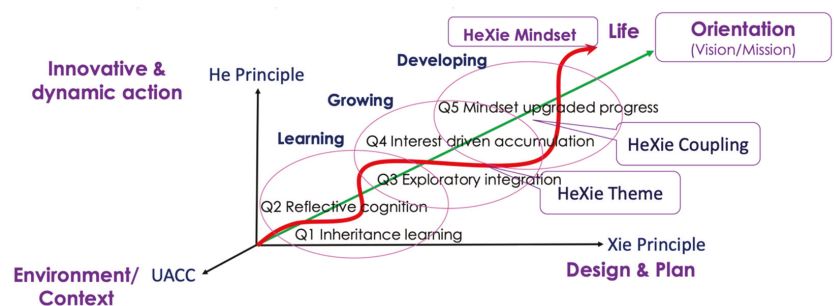 HeXie Mindset
Life
Orientation
(Vision/Mission)
Innovative &
dynamic action
He Principle
Developing
Growing
Learning
Q5 Mindset upgraded progress
Q4 Interest driven accumulation
HeXie Coupling
Q3 Exploratory integration
HeXie Theme
Q2 Reflective cognition
Q1 Inheritance learning
Xie Principle
Design & Plan
Environment/
Context
UACC